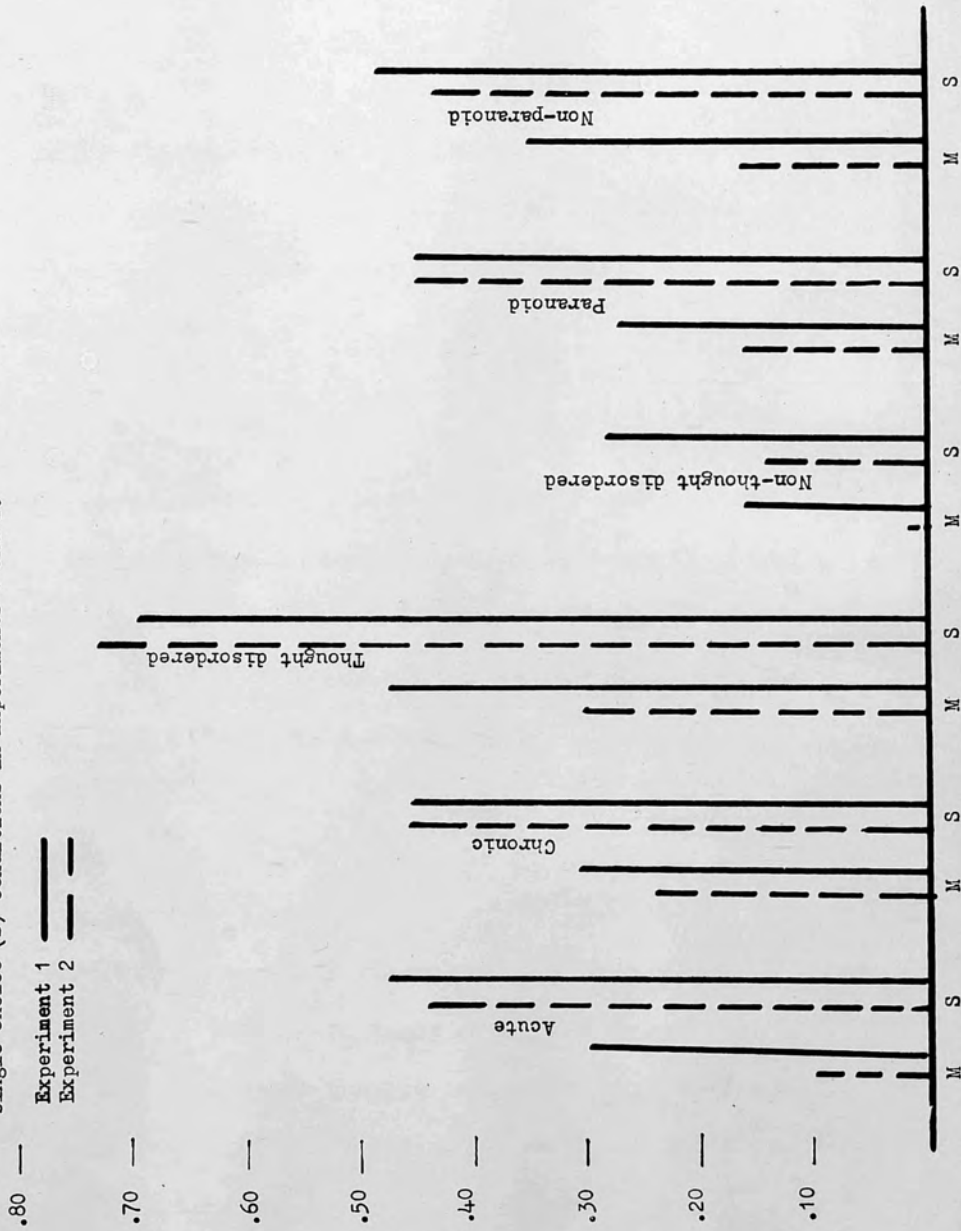 Experiment 1
Experiment 2
.80
.70
.60
.50
.40
.30
.20
.10
Acute
Chronic
Thought disordered
Non-thought disordered
Paranoid
Non-paranoid
M S M S M S M S M S M S